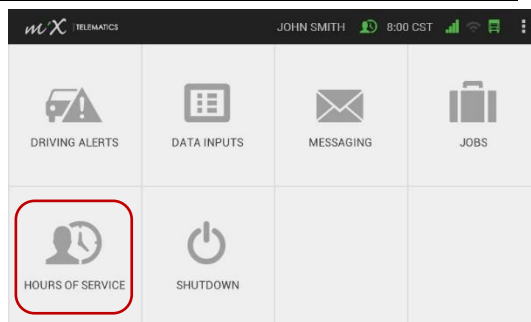 mix TELEMATICS JOHN SMITH 8:00 CST
DRIVING ALERTS DATA INPUTS MESSAGING JOBS
HOURS OF SERVICE SHUTDOWN